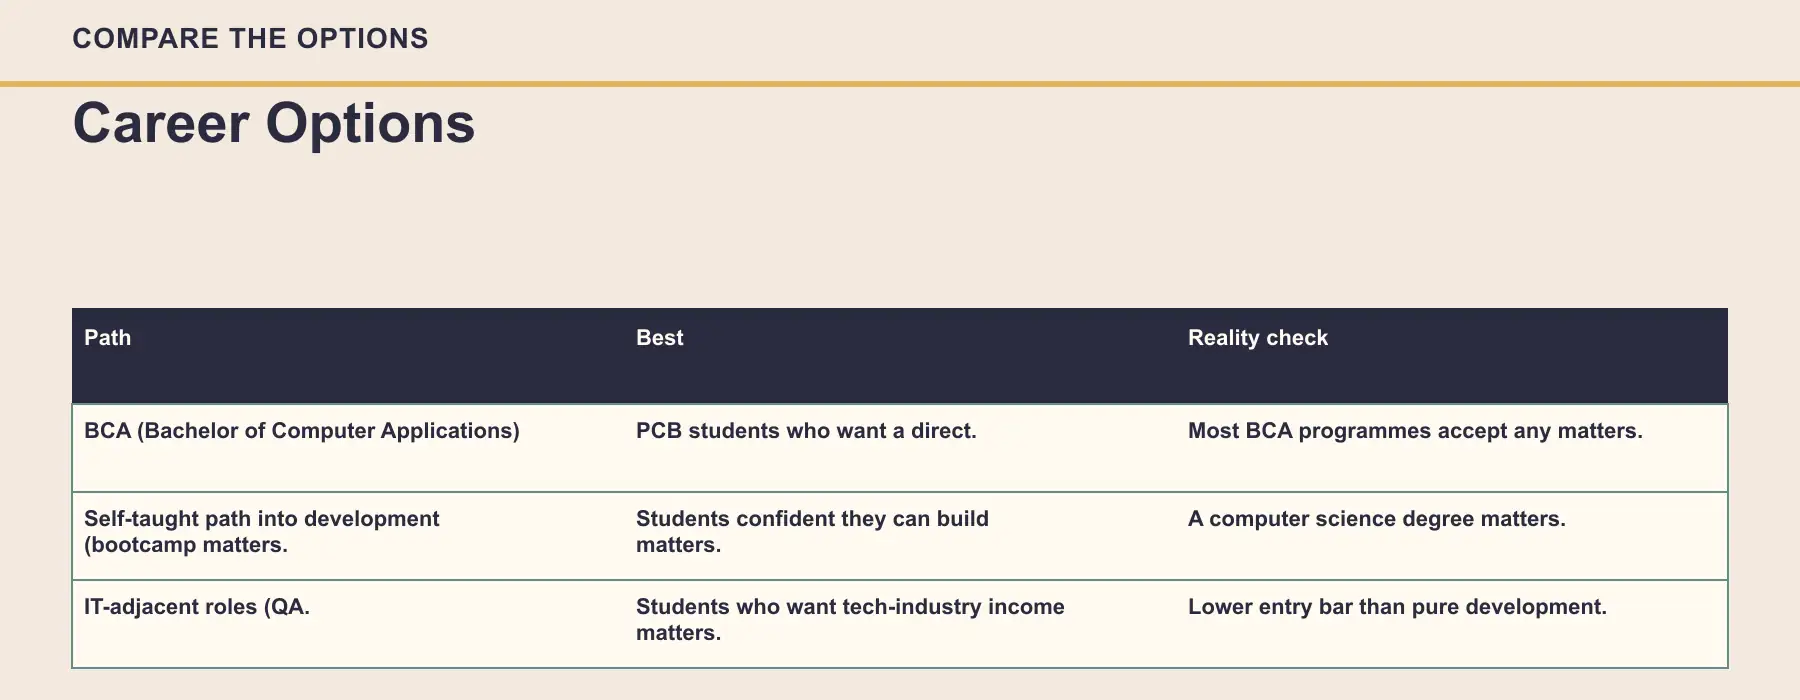 COMPARE THE OPTIONS
Career Options
Path
Best
Reality check
BCA (Bachelor of Computer Applications)
PCB students who want a direct.
Most BCA programmes accept any matters.
Self-taught path into development
(bootcamp matters.
Students confident they can build
matters.
A computer science degree matters.
IT-adjacent roles (QA.
Students who want tech-industry income
matters.
Lower entry bar than pure development.